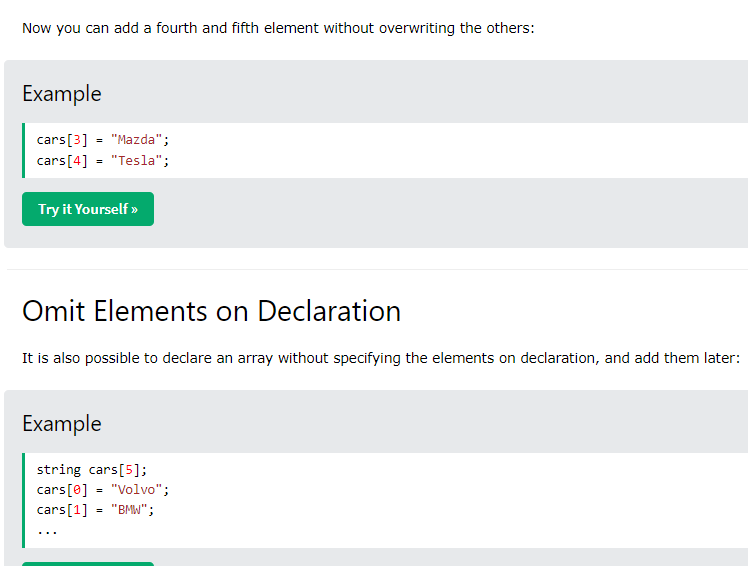 Now you can add a fourth and fifth element without overwriting the others:
Example
cars[3] = "Mazda";
cars[4] = "Tesla";
Try it Yourself »
Omit Elements on Declaration
It is also possible to declare an array without specifying the elements on declaration, and add them later:
Example
string cars[5];
cars[0] = "Volvo";
cars[1] = "BMW";
...